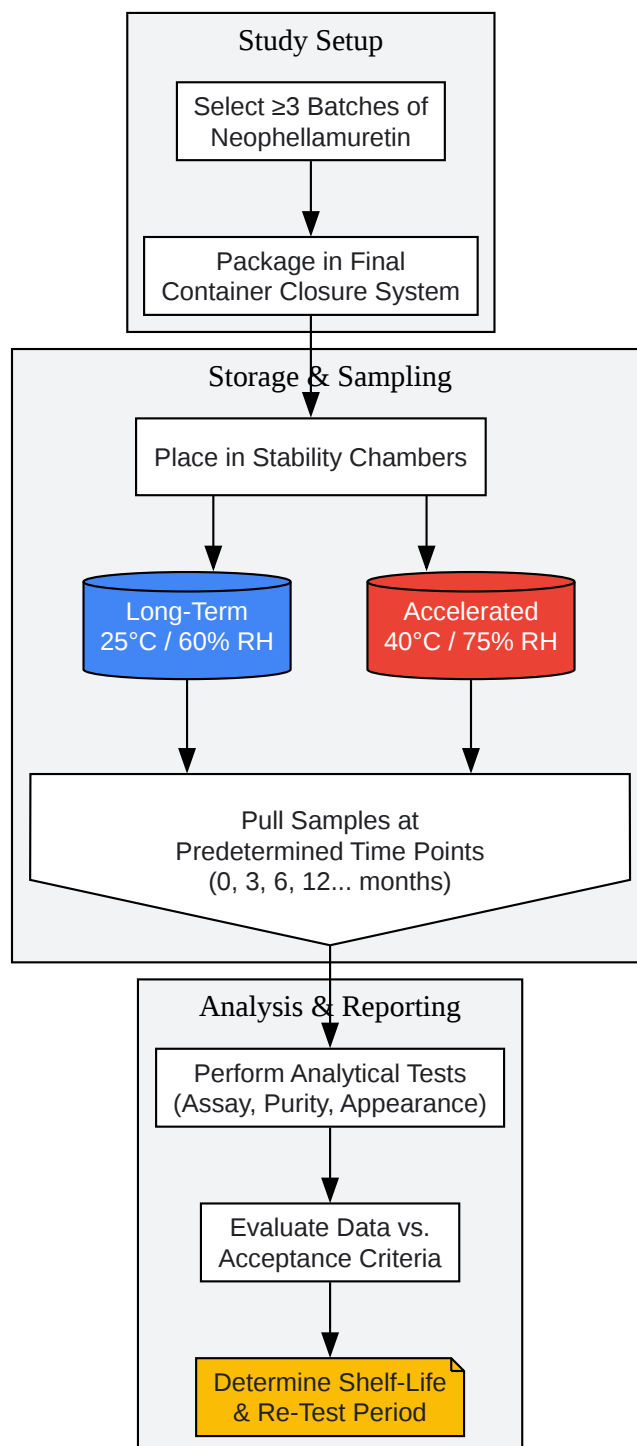 Study Setup
Select ≥3 Batches of
Neophellamuretin
Package in Final
Container Closure System
Storage & Sampling
Place in Stability Chambers
Long-Term
25°C / 60% RH
Accelerated
40°C / 75% RH
Pull Samples at
Predetermined Time Points
(0, 3, 6, 12... months)
Analysis & Reporting
Perform Analytical Tests
(Assay, Purity, Appearance)
Evaluate Data vs.
Acceptance Criteria
Determine Shelf-Life
& Re-Test Period